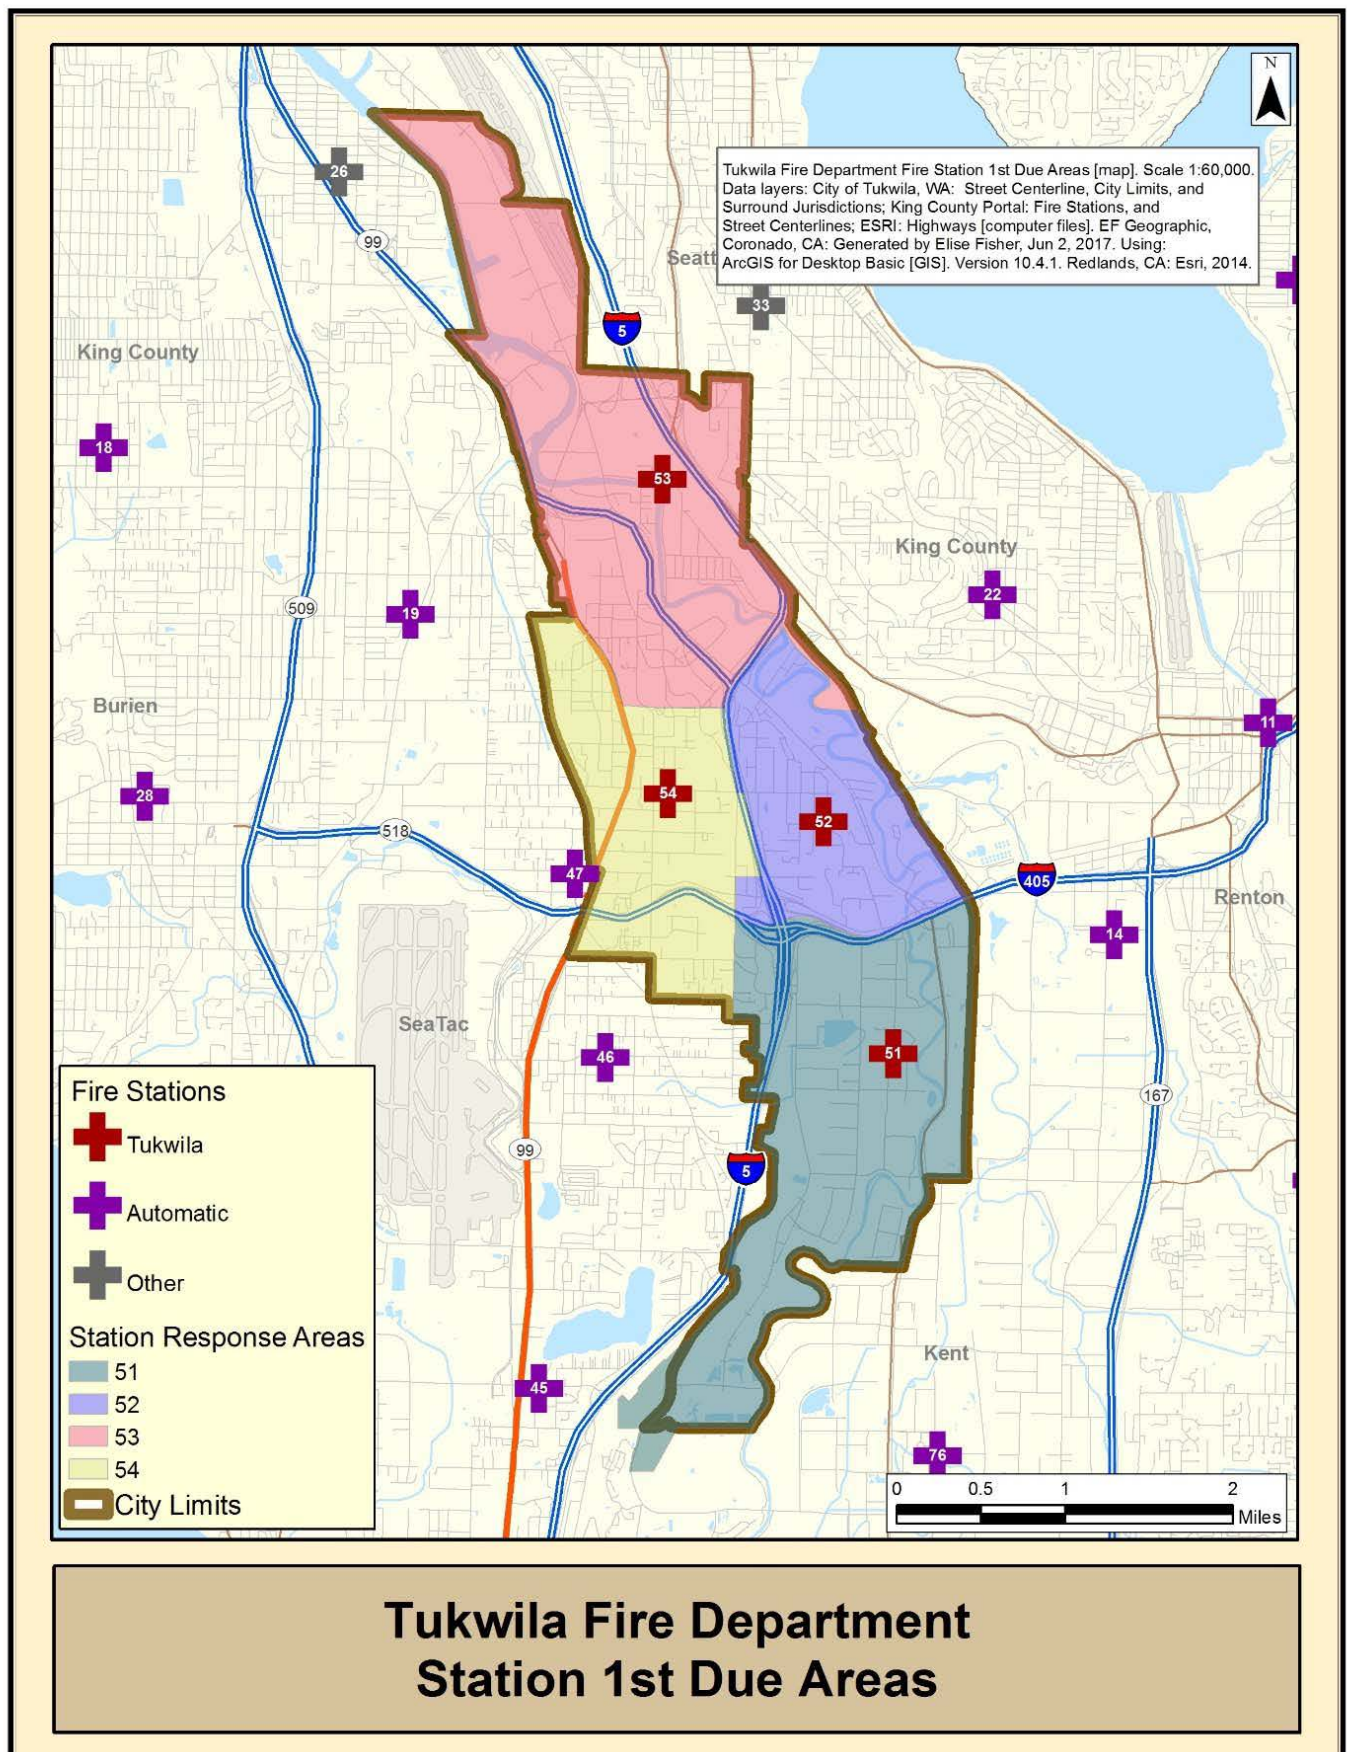 N
Tukwila Fire Department Fire Station 1st Due Areas [map]. Scale 1:60,000.
Data layers: City of Tukwila, WA: Street Centerline, City Limits, and
Surround Jurisdictions; King County Portal: Fire Stations, and
Street Centerlines; ESRI: Highways [computer files]. EF Geographic,
Coronado, CA: Generated by Elise Fisher, Jun 2, 2017. Using:
ArcGIS for Desktop Basic [GIS]. Version 10.4.1. Redlands, CA: Esri, 2014.
26
99
Seatt
33
5
King County
18
53
King County
22
509
19
Burien
11
28
54
52
518
47
405
Renton
14
SeaTac
46
51
167
99
5
Kent
45
76
Fire Stations
Tukwila
Automatic
Other
Station Response Areas
51
52
53
54
City Limits
0 0.5 1 2
Miles
Tukwila Fire Department
Station 1st Due Areas